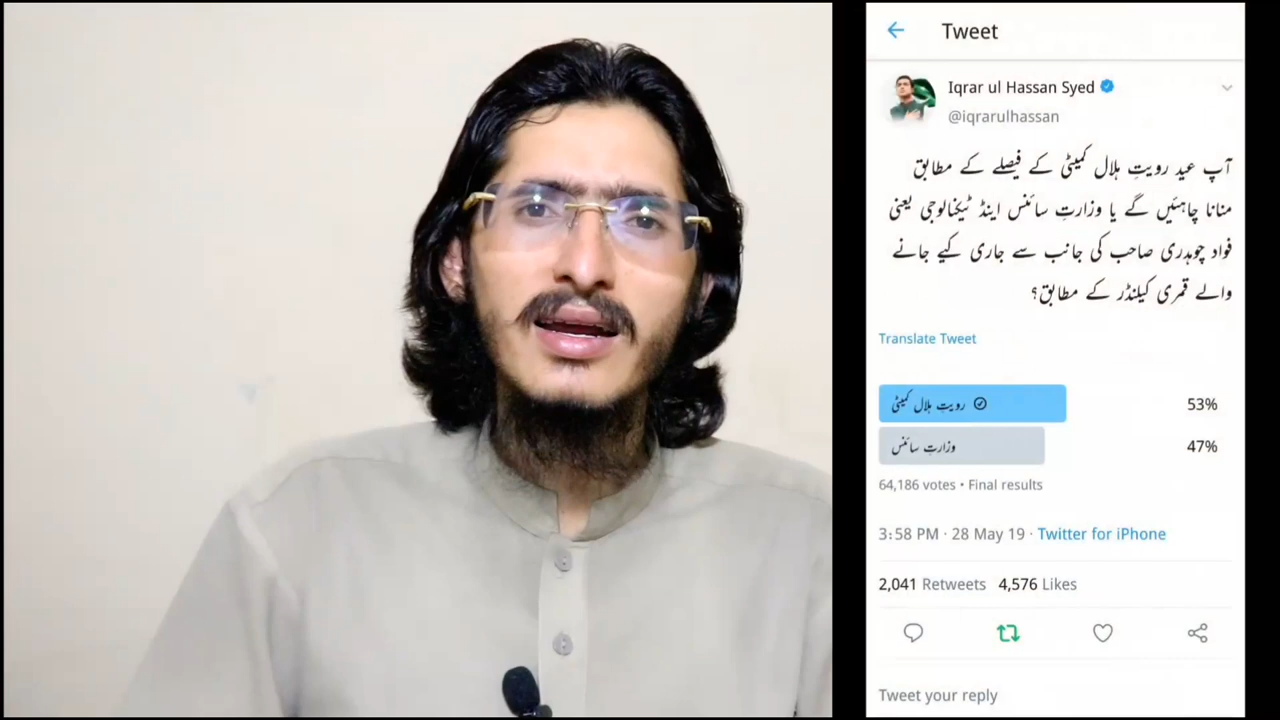 Tweet
Iqrar ul Hassan Syed
@iqrarulhassan
آپ عید رویتِ ہلال کمیٹی کے فیصلے کے مطابق
منانا چاہئیں گے یا وزارتِ سائنس اینڈ ٹیکنالوجی یعنی
فواد چوہدری صاحب کی جانب سے جاری کیے جانے
والے قمری کیلنڈر کے مطابق؟
Translate Tweet
رویتِ ہلال کمیٹی 53%
وزارتِ سائنس 47%
64,186 votes • Final results
3:58 PM · 28 May 19 · Twitter for iPhone
2,041 Retweets 4,576 Likes
Tweet your reply